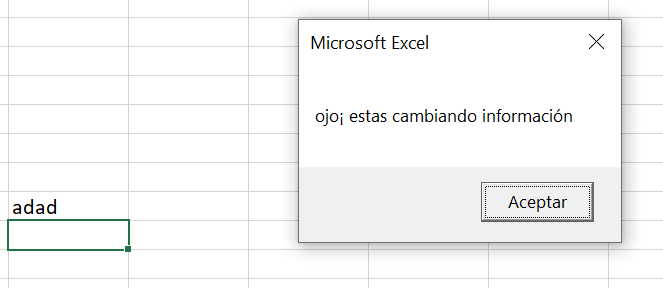 Microsoft Excel
ojo¡ estas cambiando información
Aceptar
adad